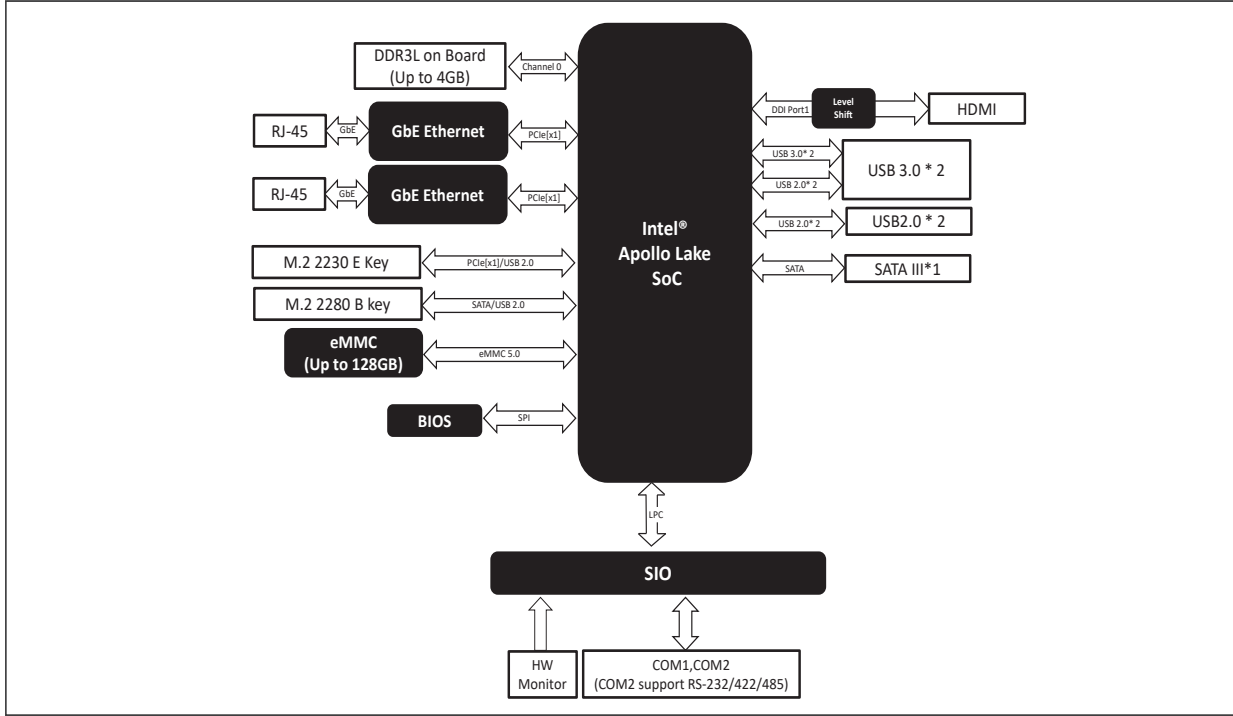 DDR3L on Board
(Up to 4GB)
Channel 0
RJ-45
GbE
GbE Ethernet
PCIe[x1]
RJ-45
GbE
GbE Ethernet
PCIe[x1]
M.2 2230 E Key
PCIe[x1]/USB 2.0
M.2 2280 B key
SATA/USB 2.0
eMMC
(Up to 128GB)
eMMC 5.0
BIOS
SPI
Intel®
Apollo Lake
SoC
DDI Port1
Level
Shift
HDMI
USB 3.0* 2
USB 2.0* 2
USB 3.0 * 2
USB 2.0* 2
USB2.0 * 2
SATA
SATA III*1
LPC
SIO
HW
Monitor
COM1,COM2
(COM2 support RS-232/422/485)